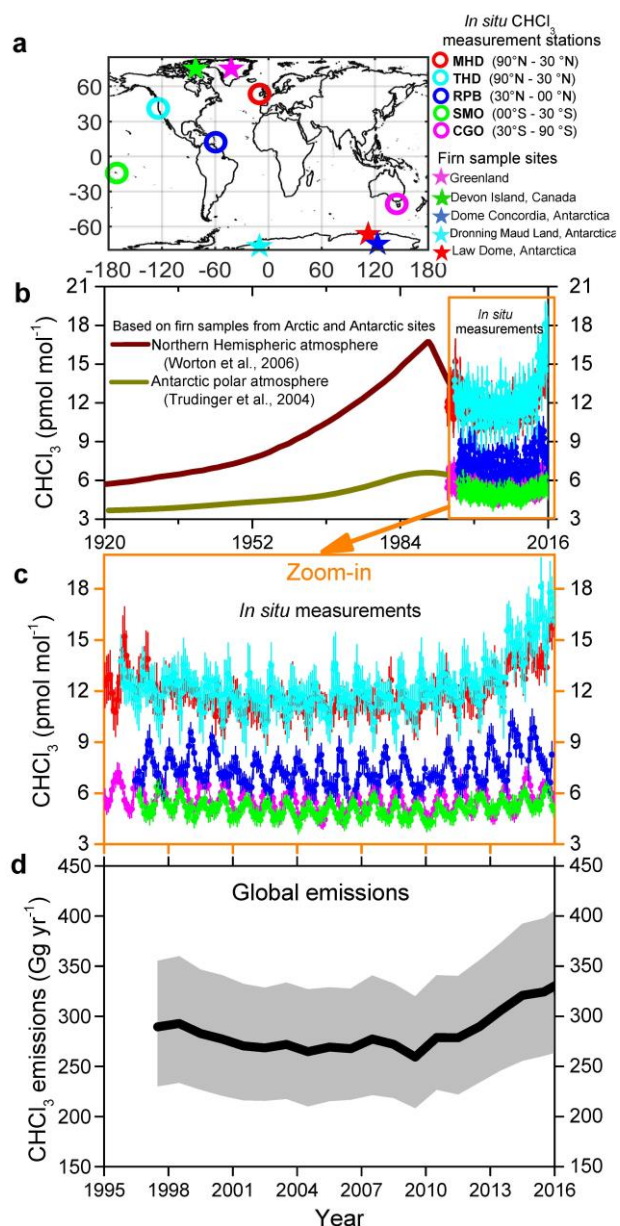 a
In situ CHCl3
measurement stations
MHD (90°N - 30 °N)
THD (90°N - 30 °N)
RPB (30°N - 00 °N)
SMO (00°S - 30 °S)
CGO (30°S - 90 °S)
Firn sample sites
Greenland
Devon Island, Canada
Dome Concordia, Antarctica
Dronning Maud Land, Antarctica
Law Dome, Antarctica
60
30
0
-30
-60
-180 -120 -60 0 60 120 180
b
21 21
18 18
15 15
12 12
9 9
6 6
3 3
CHCl3 (pmol mol-1)
Based on firn samples from Arctic and Antarctic sites
Northern Hemispheric atmosphere
(Worton et al., 2006)
Antarctic polar atmosphere
(Trudinger et al., 2004)
In situ
measurements
1920 1952 1984 2016
c
Zoom-in
In situ measurements
18 18
15 15
12 12
9 9
6 6
3 3
CHCl3 (pmol mol-1)
d
Global emissions
450 450
400 400
350 350
300 300
250 250
200 200
150 150
CHCl3 emissions (Gg yr-1)
1995 1998 2001 2004 2007 2010 2013 2016
Year